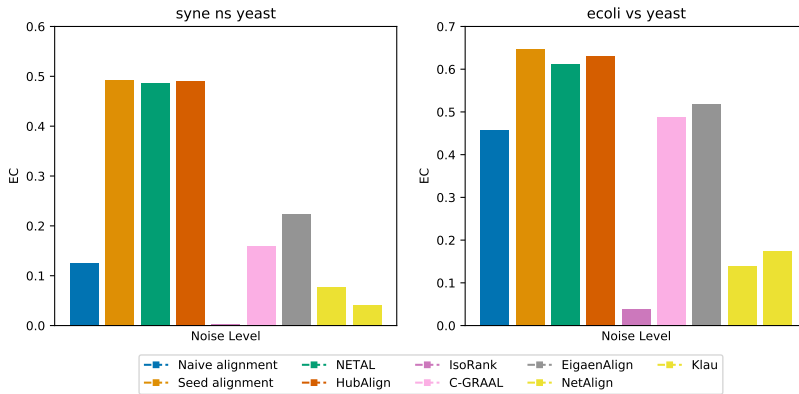 syne ns yeast
0.6
0.5
0.4
0.3
0.2
0.1
0.0
EC
Noise Level
ecoli vs yeast
0.7
0.6
0.5
0.4
0.3
0.2
0.1
0.0
EC
Noise Level
Naive alignment
Seed alignment
NETAL
HubAlign
IsoRank
C-GRAAL
EigaenAlign
NetAlign
Klau